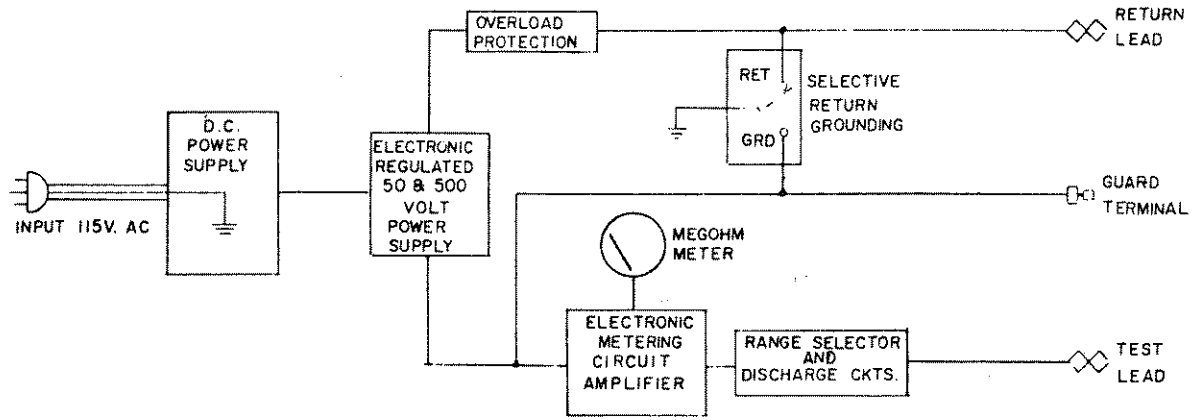 OVERLOAD
PROTECTION
RETURN
LEAD
RET
SELECTIVE
RETURN
GROUNDING
GRD
D.C.
POWER
SUPPLY
ELECTRONIC
REGULATED
50 & 500
VOLT
POWER
SUPPLY
INPUT 115V. AC
GUARD
TERMINAL
MEGOHM
METER
ELECTRONIC
METERING
CIRCUIT
AMPLIFIER
RANGE SELECTOR
AND
DISCHARGE CKTS.
TEST
LEAD